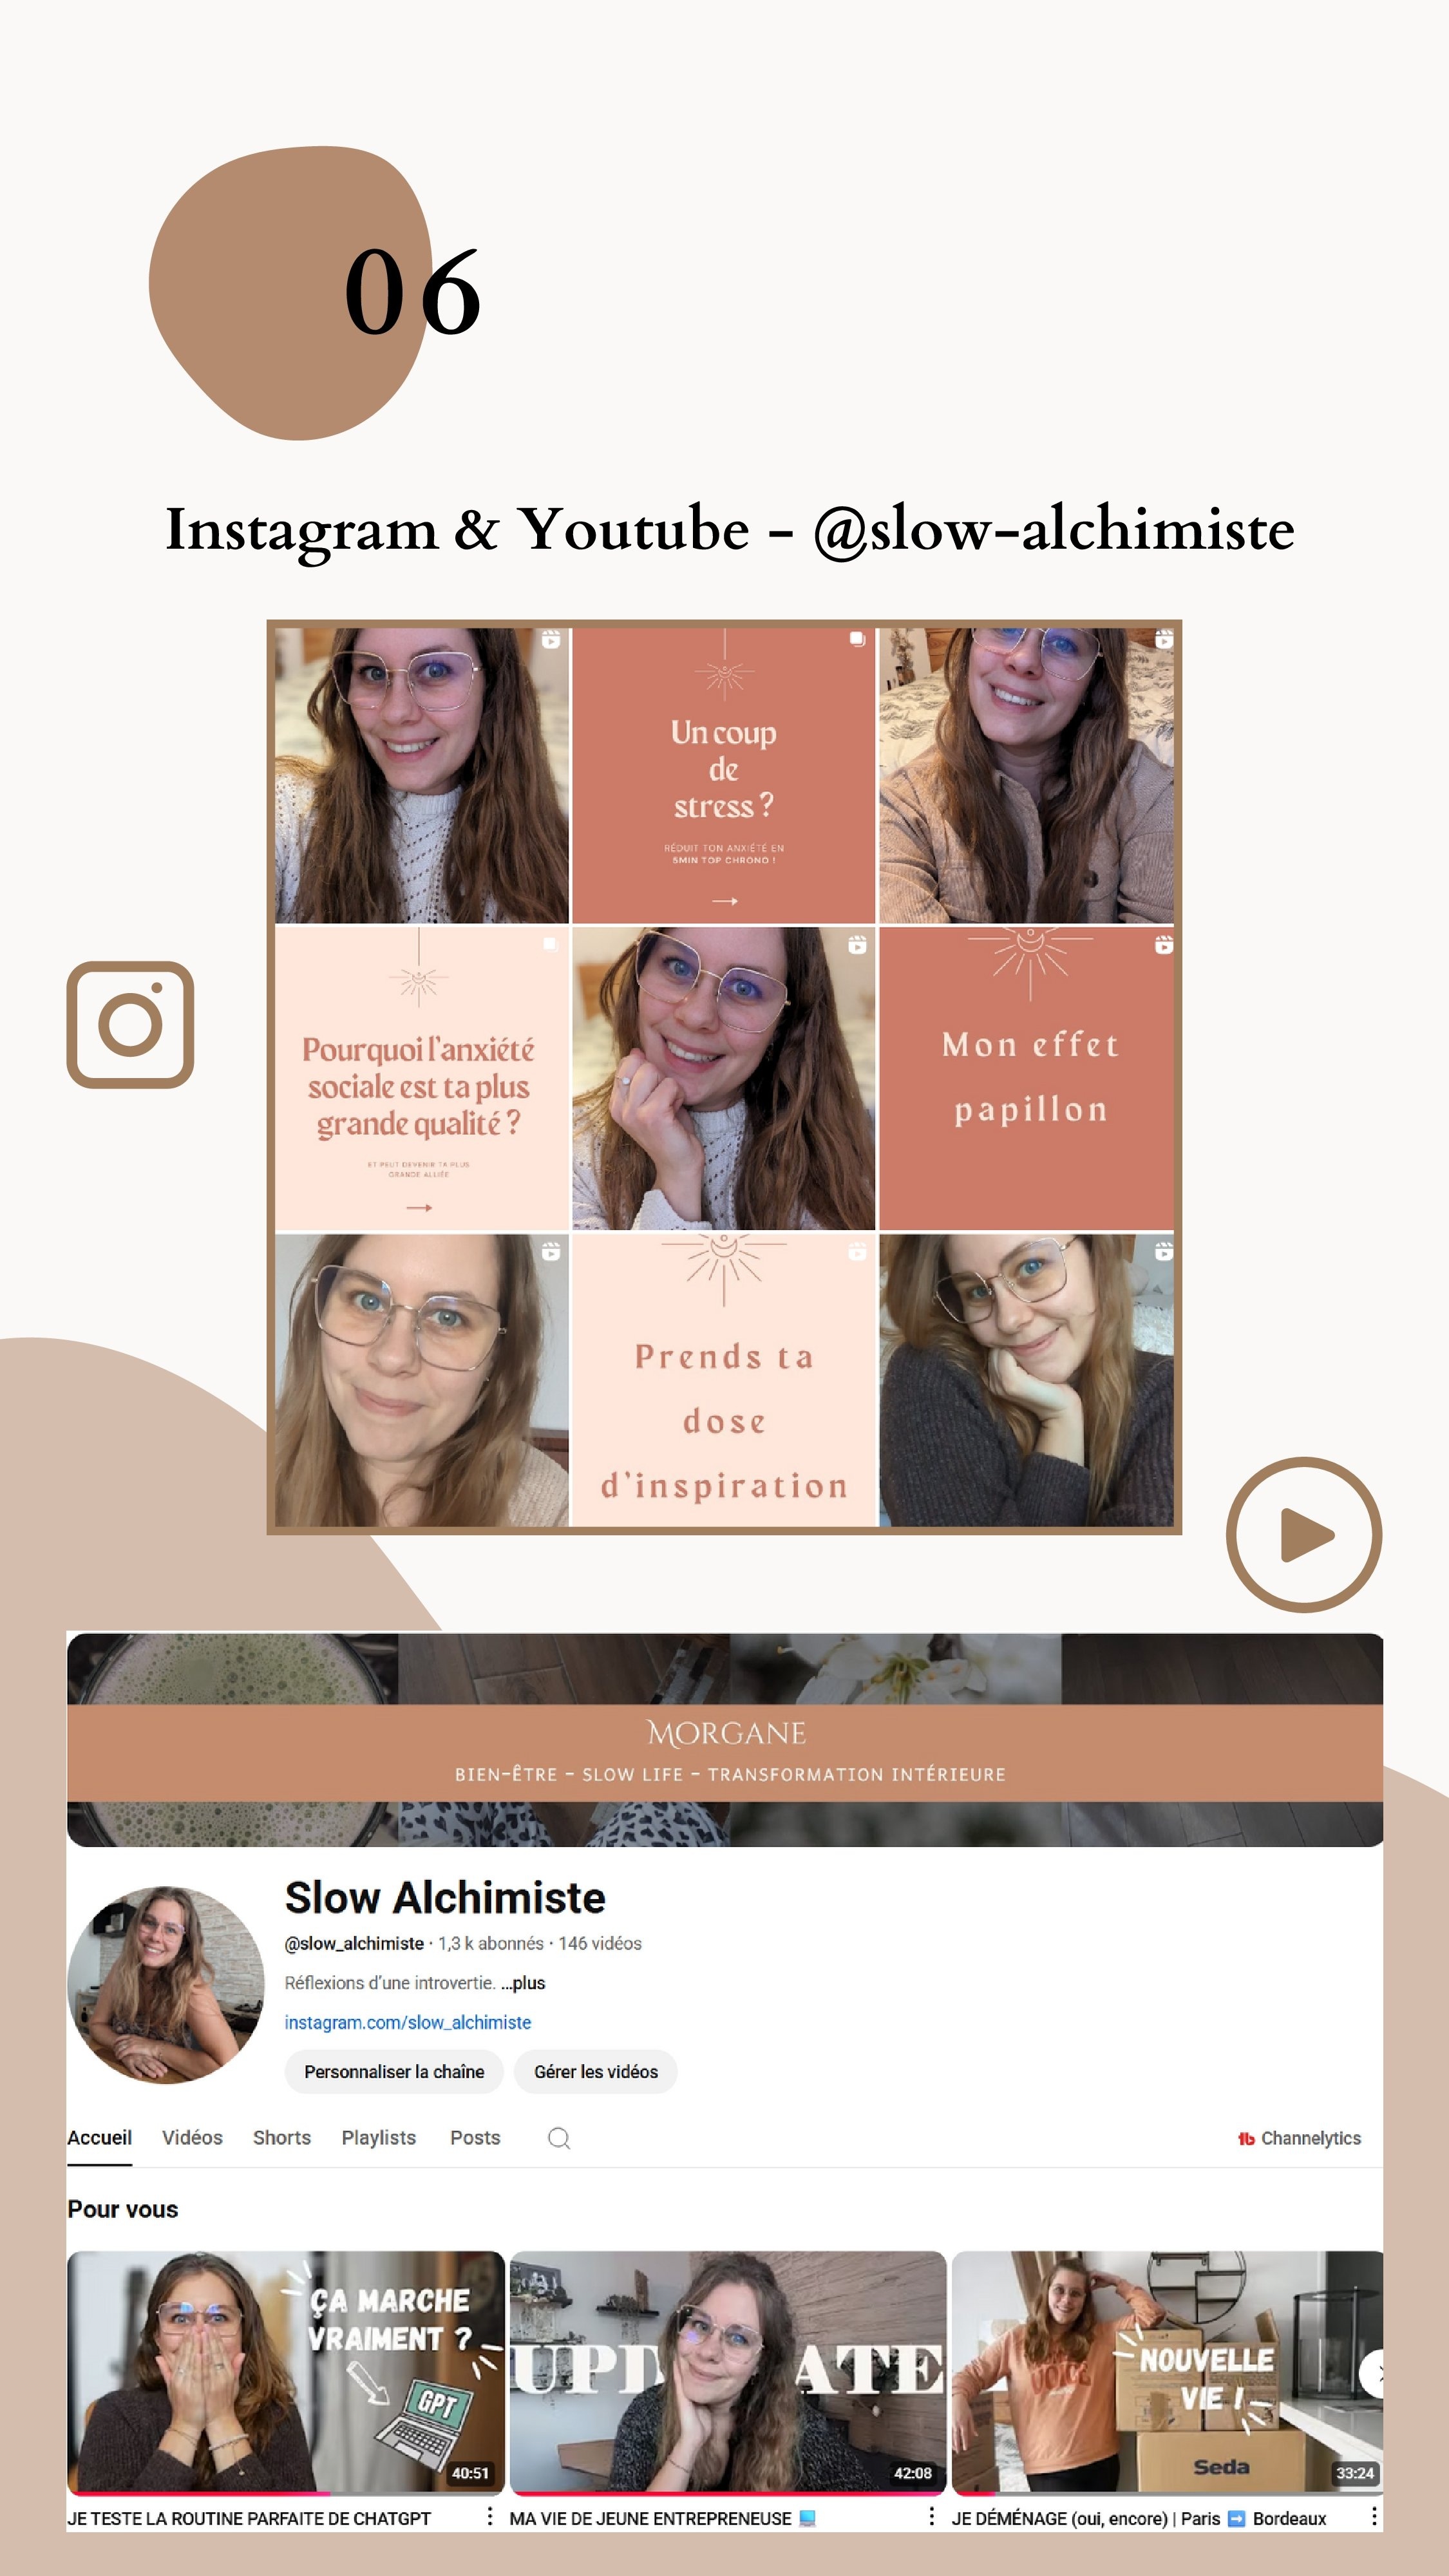 06
Instagram & Youtube - @slow-alchimiste
Un coup
de
stress ?
RÉDUIT TON ANXIÉTÉ EN
5MIN TOP CHRONO !
Pourquoi l'anxiété
sociale est ta plus
grande qualité ?
ET PEUT DEVENIR TA PLUS
GRANDE ALLIÉE
Mon effet
papillon
Prends ta
dose
d'inspiration
MORGANE
BIEN-ÊTRE - SLOW LIFE - TRANSFORMATION INTÉRIEURE
Slow Alchimiste
@slow_alchimiste · 1,3 k abonnés · 146 vidéos
Réflexions d'une introvertie. ...plus
instagram.com/slow_alchimiste
Personnaliser la chaîne Gérer les vidéos
Accueil Vidéos Shorts Playlists Posts Channelytics
Pour vous
ÇA MARCHE
VRAIMENT ?
GPT
40:51
UPDATE
42:08
NOUVELLE
VIE !
Seda
33:24
JE TESTE LA ROUTINE PARFAITE DE CHATGPT
MA VIE DE JEUNE ENTREPRENEUSE 💻
JE DÉMÉNAGE (oui, encore) | Paris ➡️ Bordeaux